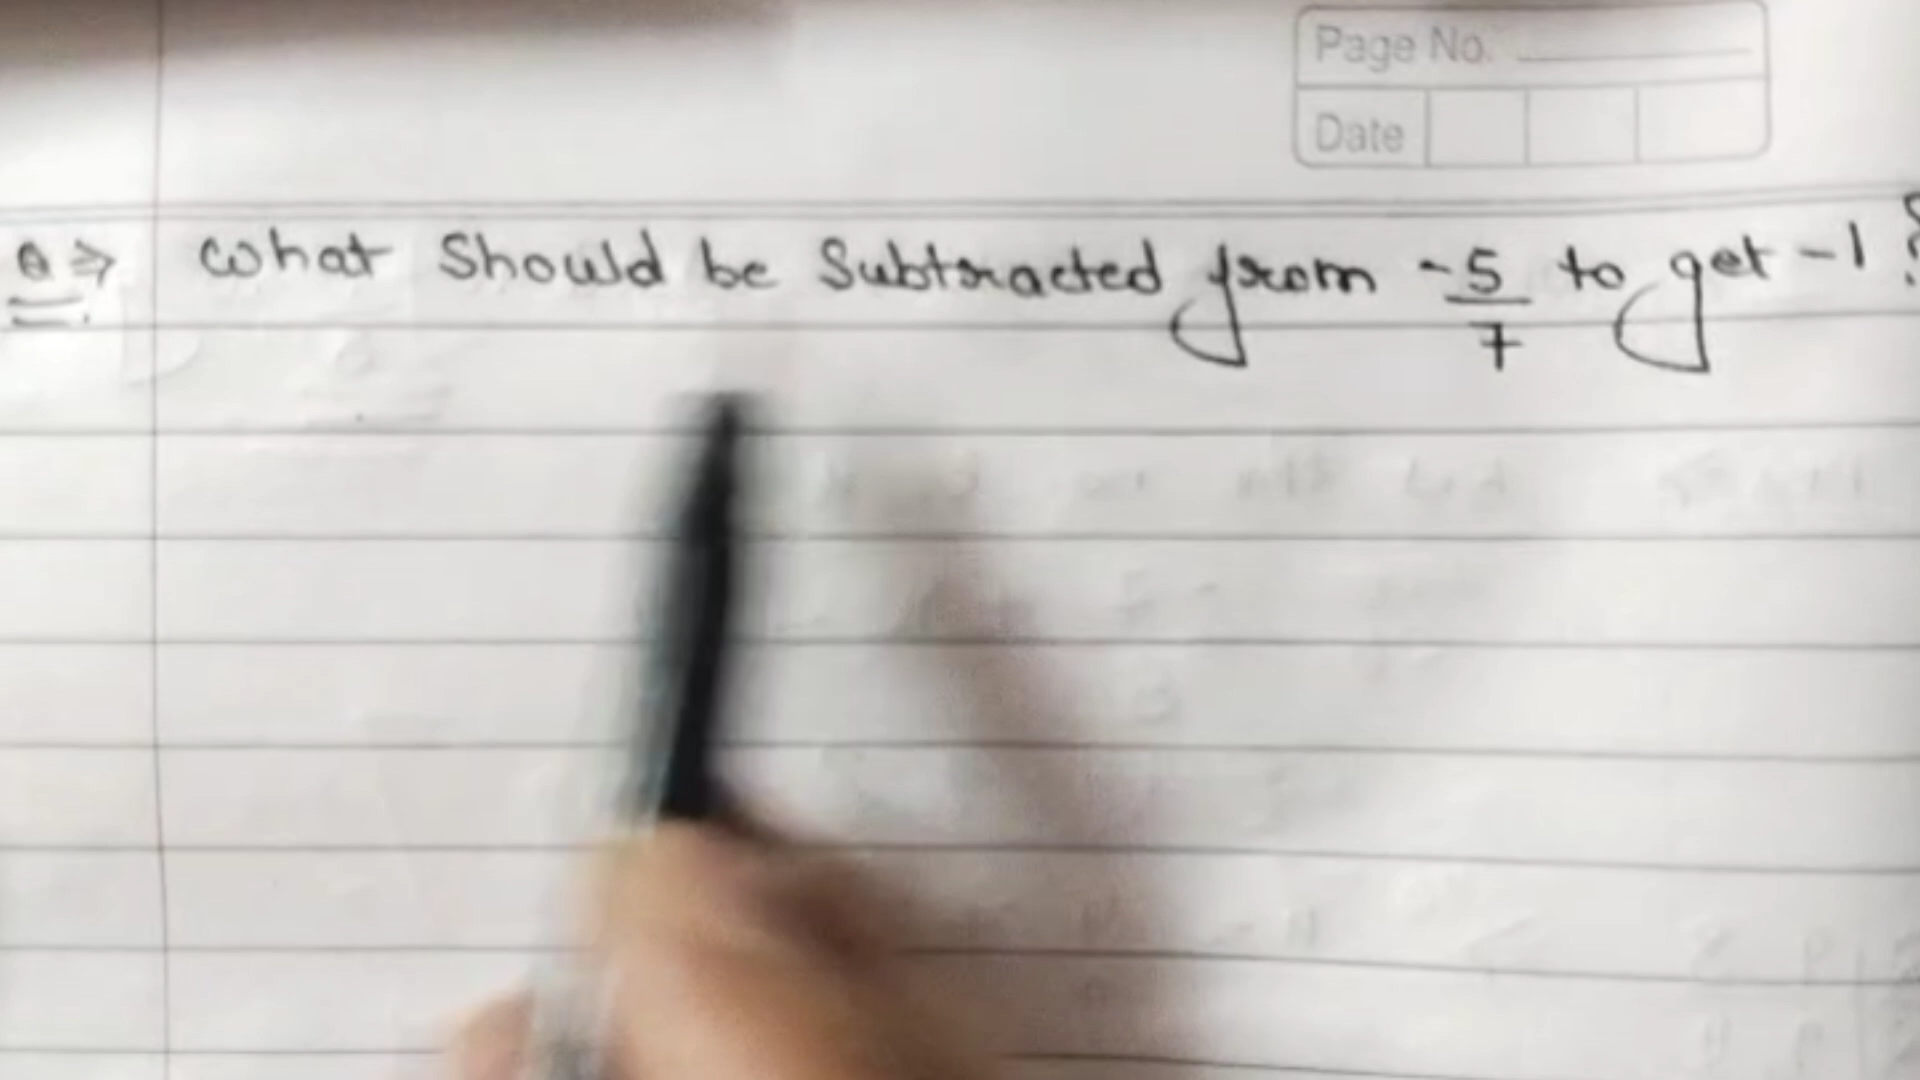 Page No.
Date
Q⇒ What should be Subtracted from -5/7 to get -1 ?